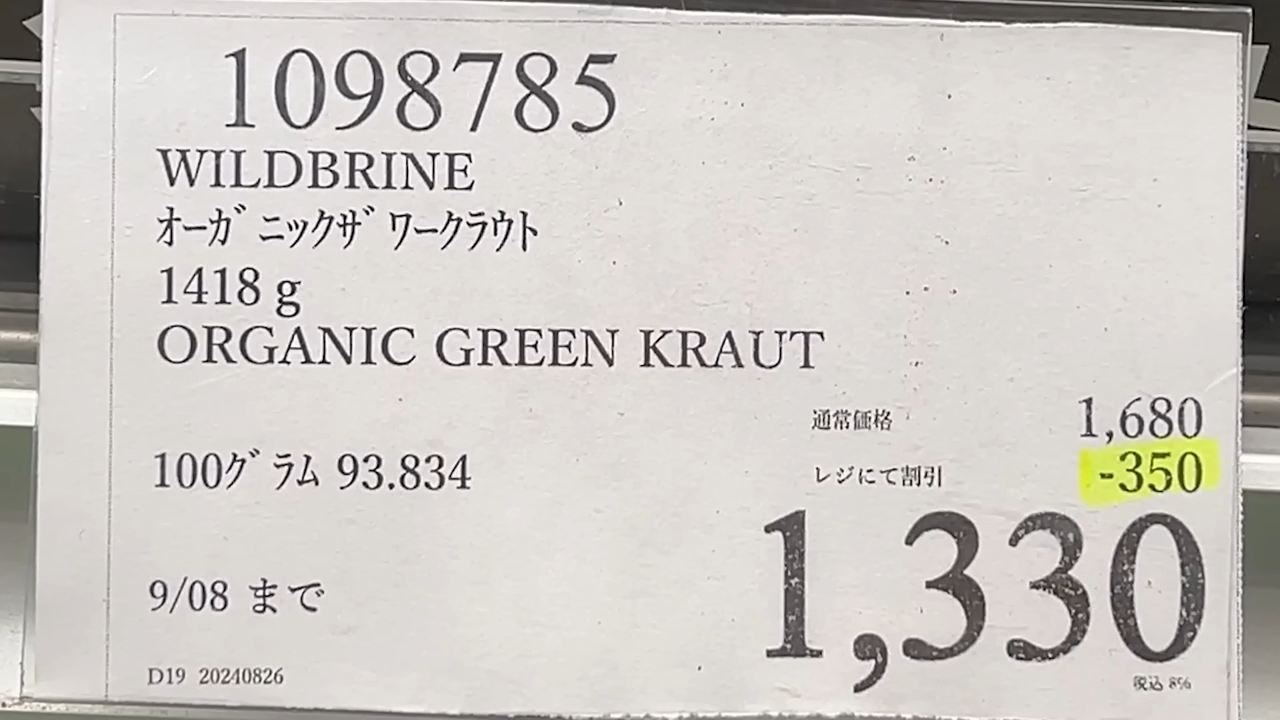 1098785
WILDBRINE
ｵｰｶﾞﾆｯｸｻﾞﾜｰｸﾗｳﾄ
1418 g
ORGANIC GREEN KRAUT
通常価格 1,680
100ｸﾞﾗﾑ 93.834
レジにて割引 -350
1,330
9/08 まで
D19 20240826
税込 8%